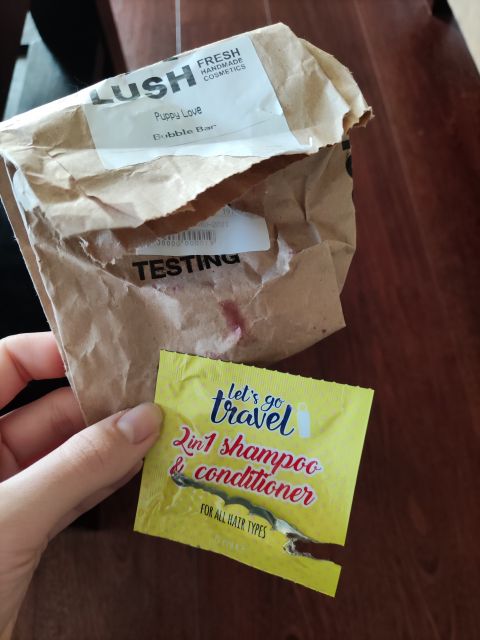 LUSH
FRESH
HANDMADE
COSMETICS
Puppy Love
Bubble Bar
TESTING
let's go
travel
2in1 shampoo
& conditioner
FOR ALL HAIR TYPES